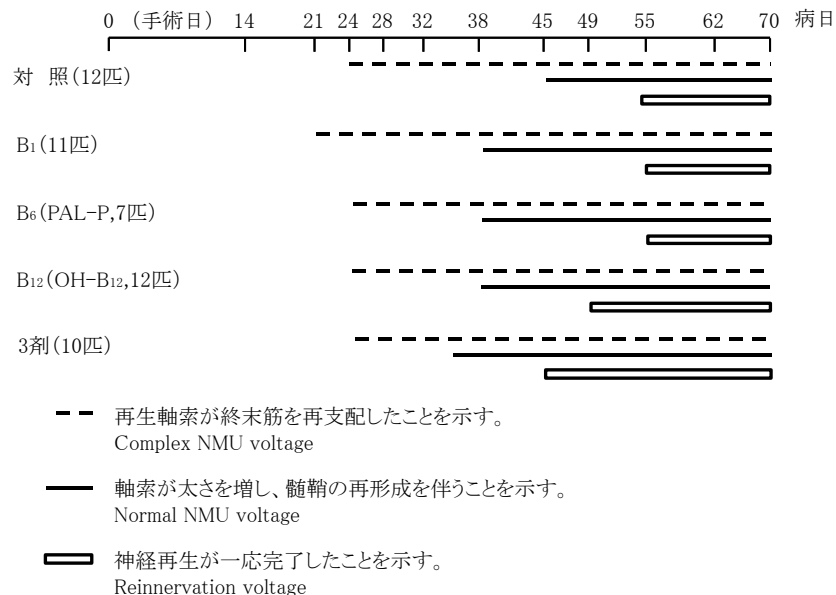 0 (手術日) 14 21 24 28 32 38 45 49 55 62 70 病日
対 照(12匹)
B₁(11匹)
B₆(PAL-P,7匹)
B₁₂(OH-B₁₂,12匹)
3剤(10匹)
再生軸索が終末筋を再支配したことを示す。
Complex NMU voltage
軸索が太さを増し、髄鞘の再形成を伴うことを示す。
Normal NMU voltage
神経再生が一応完了したことを示す。
Reinnervation voltage